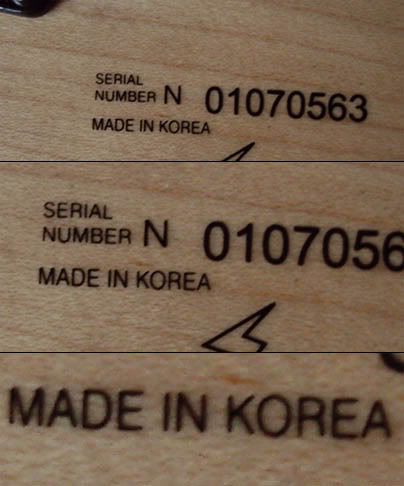 SERIAL
NUMBER N 01070563
MADE IN KOREA
SERIAL
NUMBER N 0107056
MADE IN KOREA
MADE IN KOREA